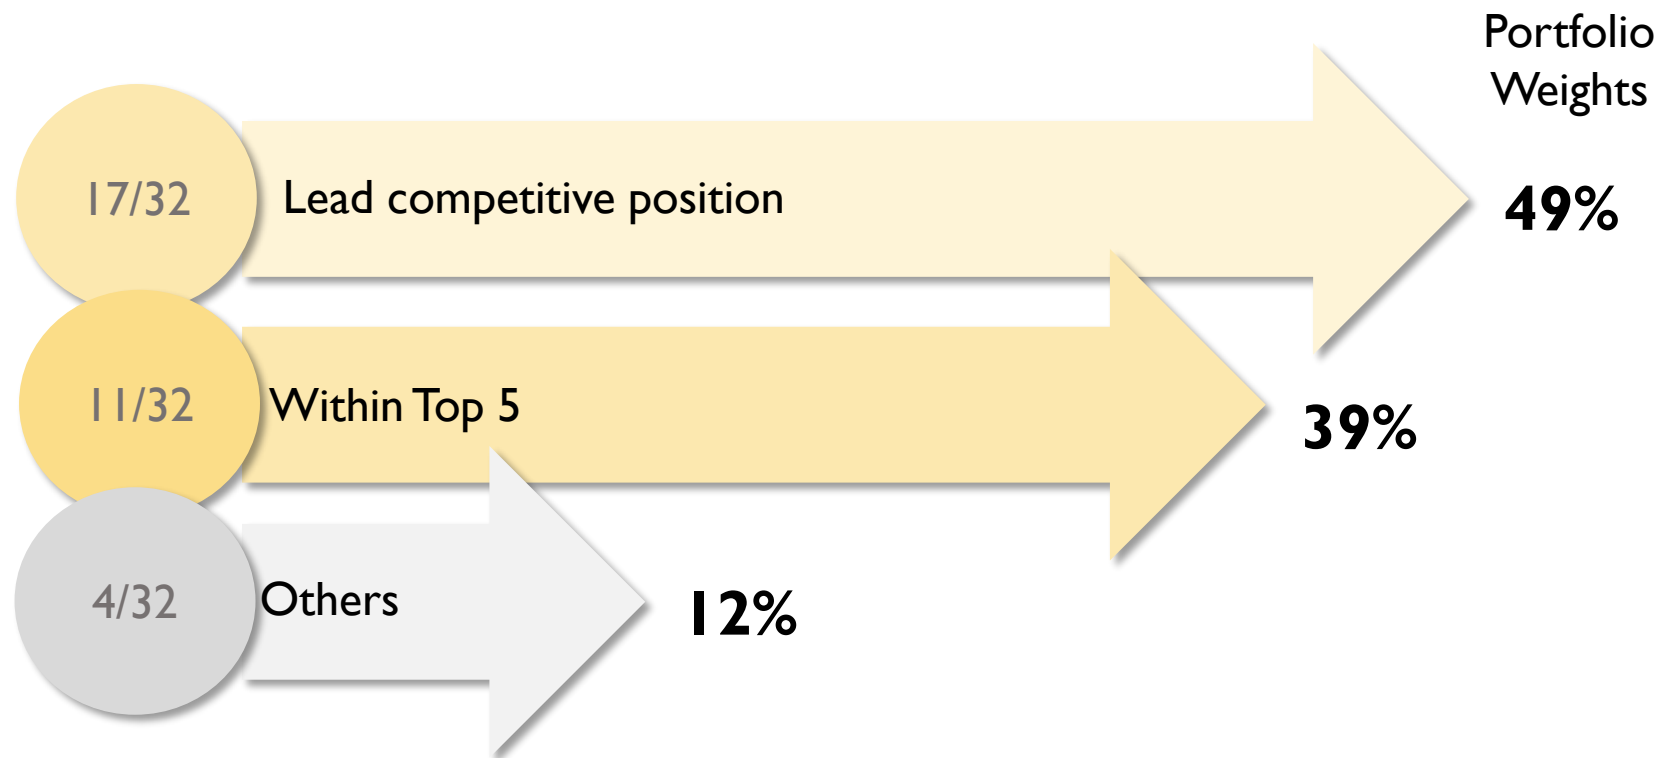 Portfolio
Weights
17/32
Lead competitive position
49%
11/32
Within Top 5
39%
4/32
Others
12%